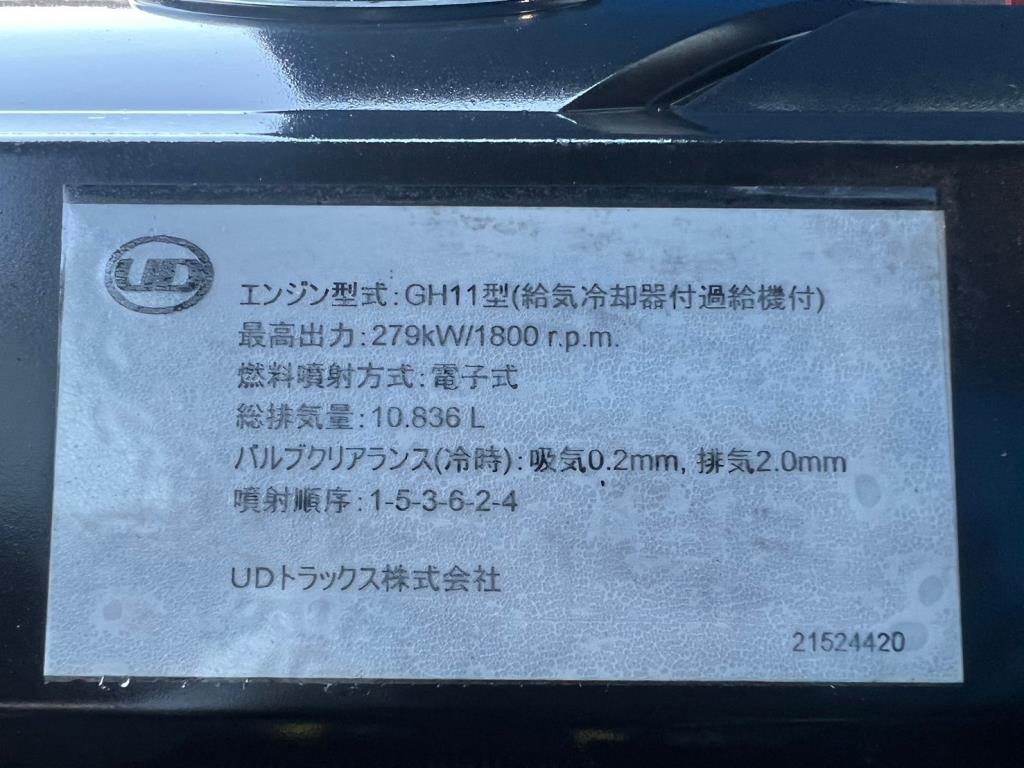 UD
エンジン型式:GH11型(給気冷却器付過給機付)
最高出力:279kW/1800 r.p.m.
燃料噴射方式:電子式
総排気量:10.836 L
バルブクリアランス(冷時):吸気0.2mm, 排気2.0mm
噴射順序:1-5-3-6-2-4
UDトラックス株式会社
21524420